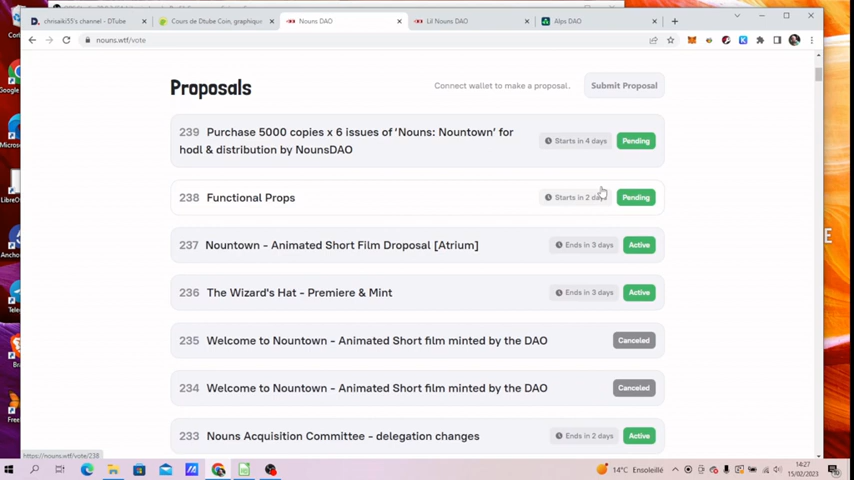 chrisaiki55's channel - DTube
Cours de Dtube Coin, graphique
Nouns DAO
Lil Nouns DAO
Alps DAO
nouns.wtf/vote
Proposals
Connect wallet to make a proposal..
Submit Proposal
239 Purchase 5000 copies x 6 issues of 'Nouns: Nountown' for
hodl & distribution by NounsDAO
Starts in 4 days
Pending
238 Functional Props
Starts in 2 days
Pending
237 Nountown - Animated Short Film Droposal [Atrium]
Ends in 3 days
Active
236 The Wizard's Hat - Premiere & Mint
Ends in 3 days
Active
235 Welcome to Nountown - Animated Short film minted by the DAO
Canceled
234 Welcome to Nountown - Animated Short film minted by the DAO
Canceled
233 Nouns Acquisition Committee - delegation changes
Ends in 2 days
Active
https://nouns.wtf/vote/238
14°C Ensoleillé
14:27
15/02/2023